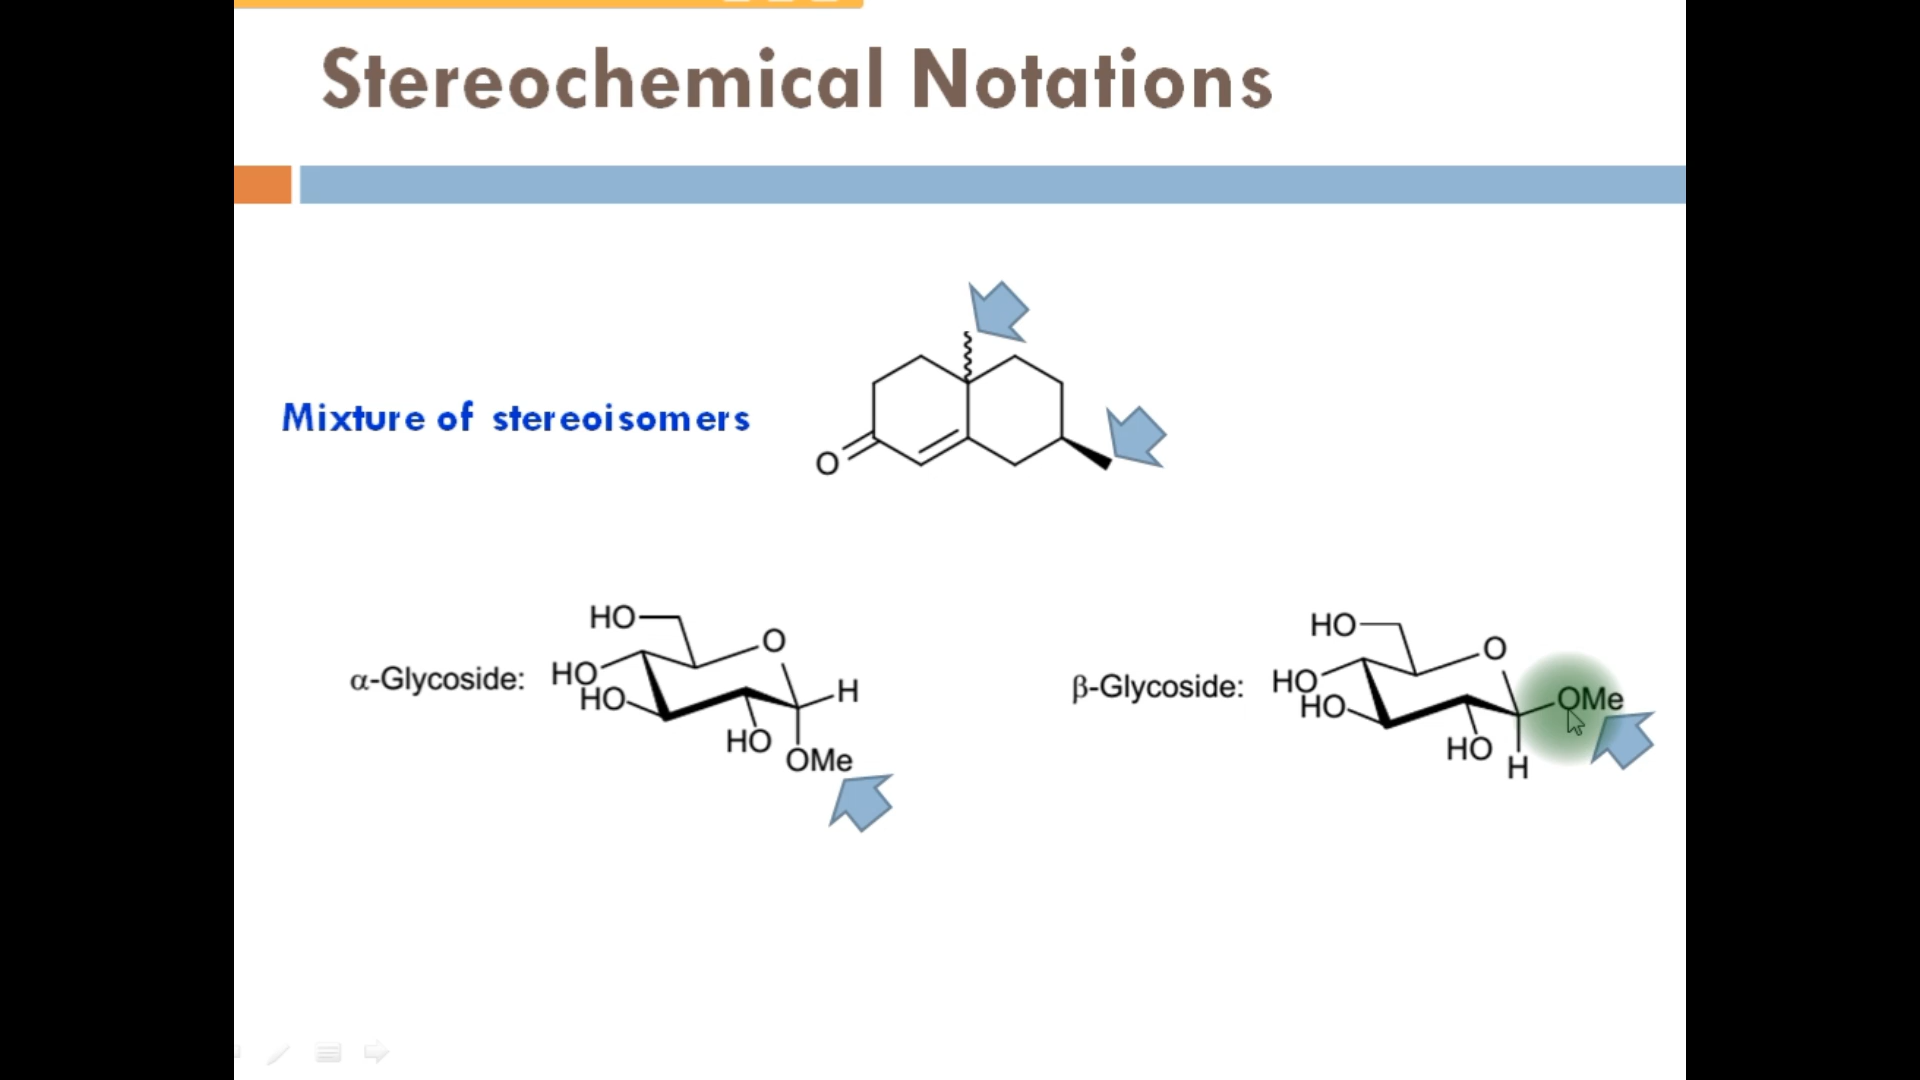 Stereochemical Notations
Mixture of stereoisomers
O
α-Glycoside:
HO
O
HO
HO
H
HO
OMe
β-Glycoside:
HO
O
HO
HO
OMe
HO
H